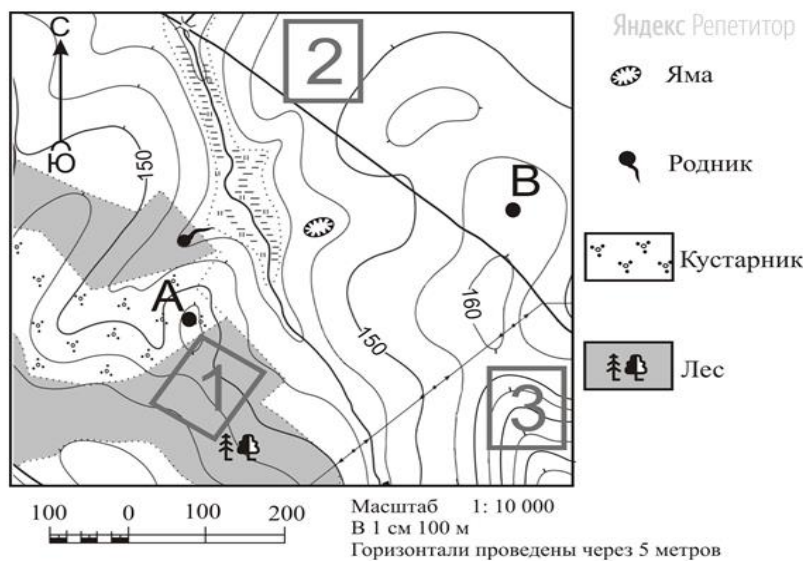 Яндекс Репетитор
С
Ю
2
Яма
150
Родник
В
Кустарник
А
160
150
1
3
Лес
100 0 100 200
Масштаб 1: 10 000
В 1 см 100 м
Горизонтали проведены через 5 метров